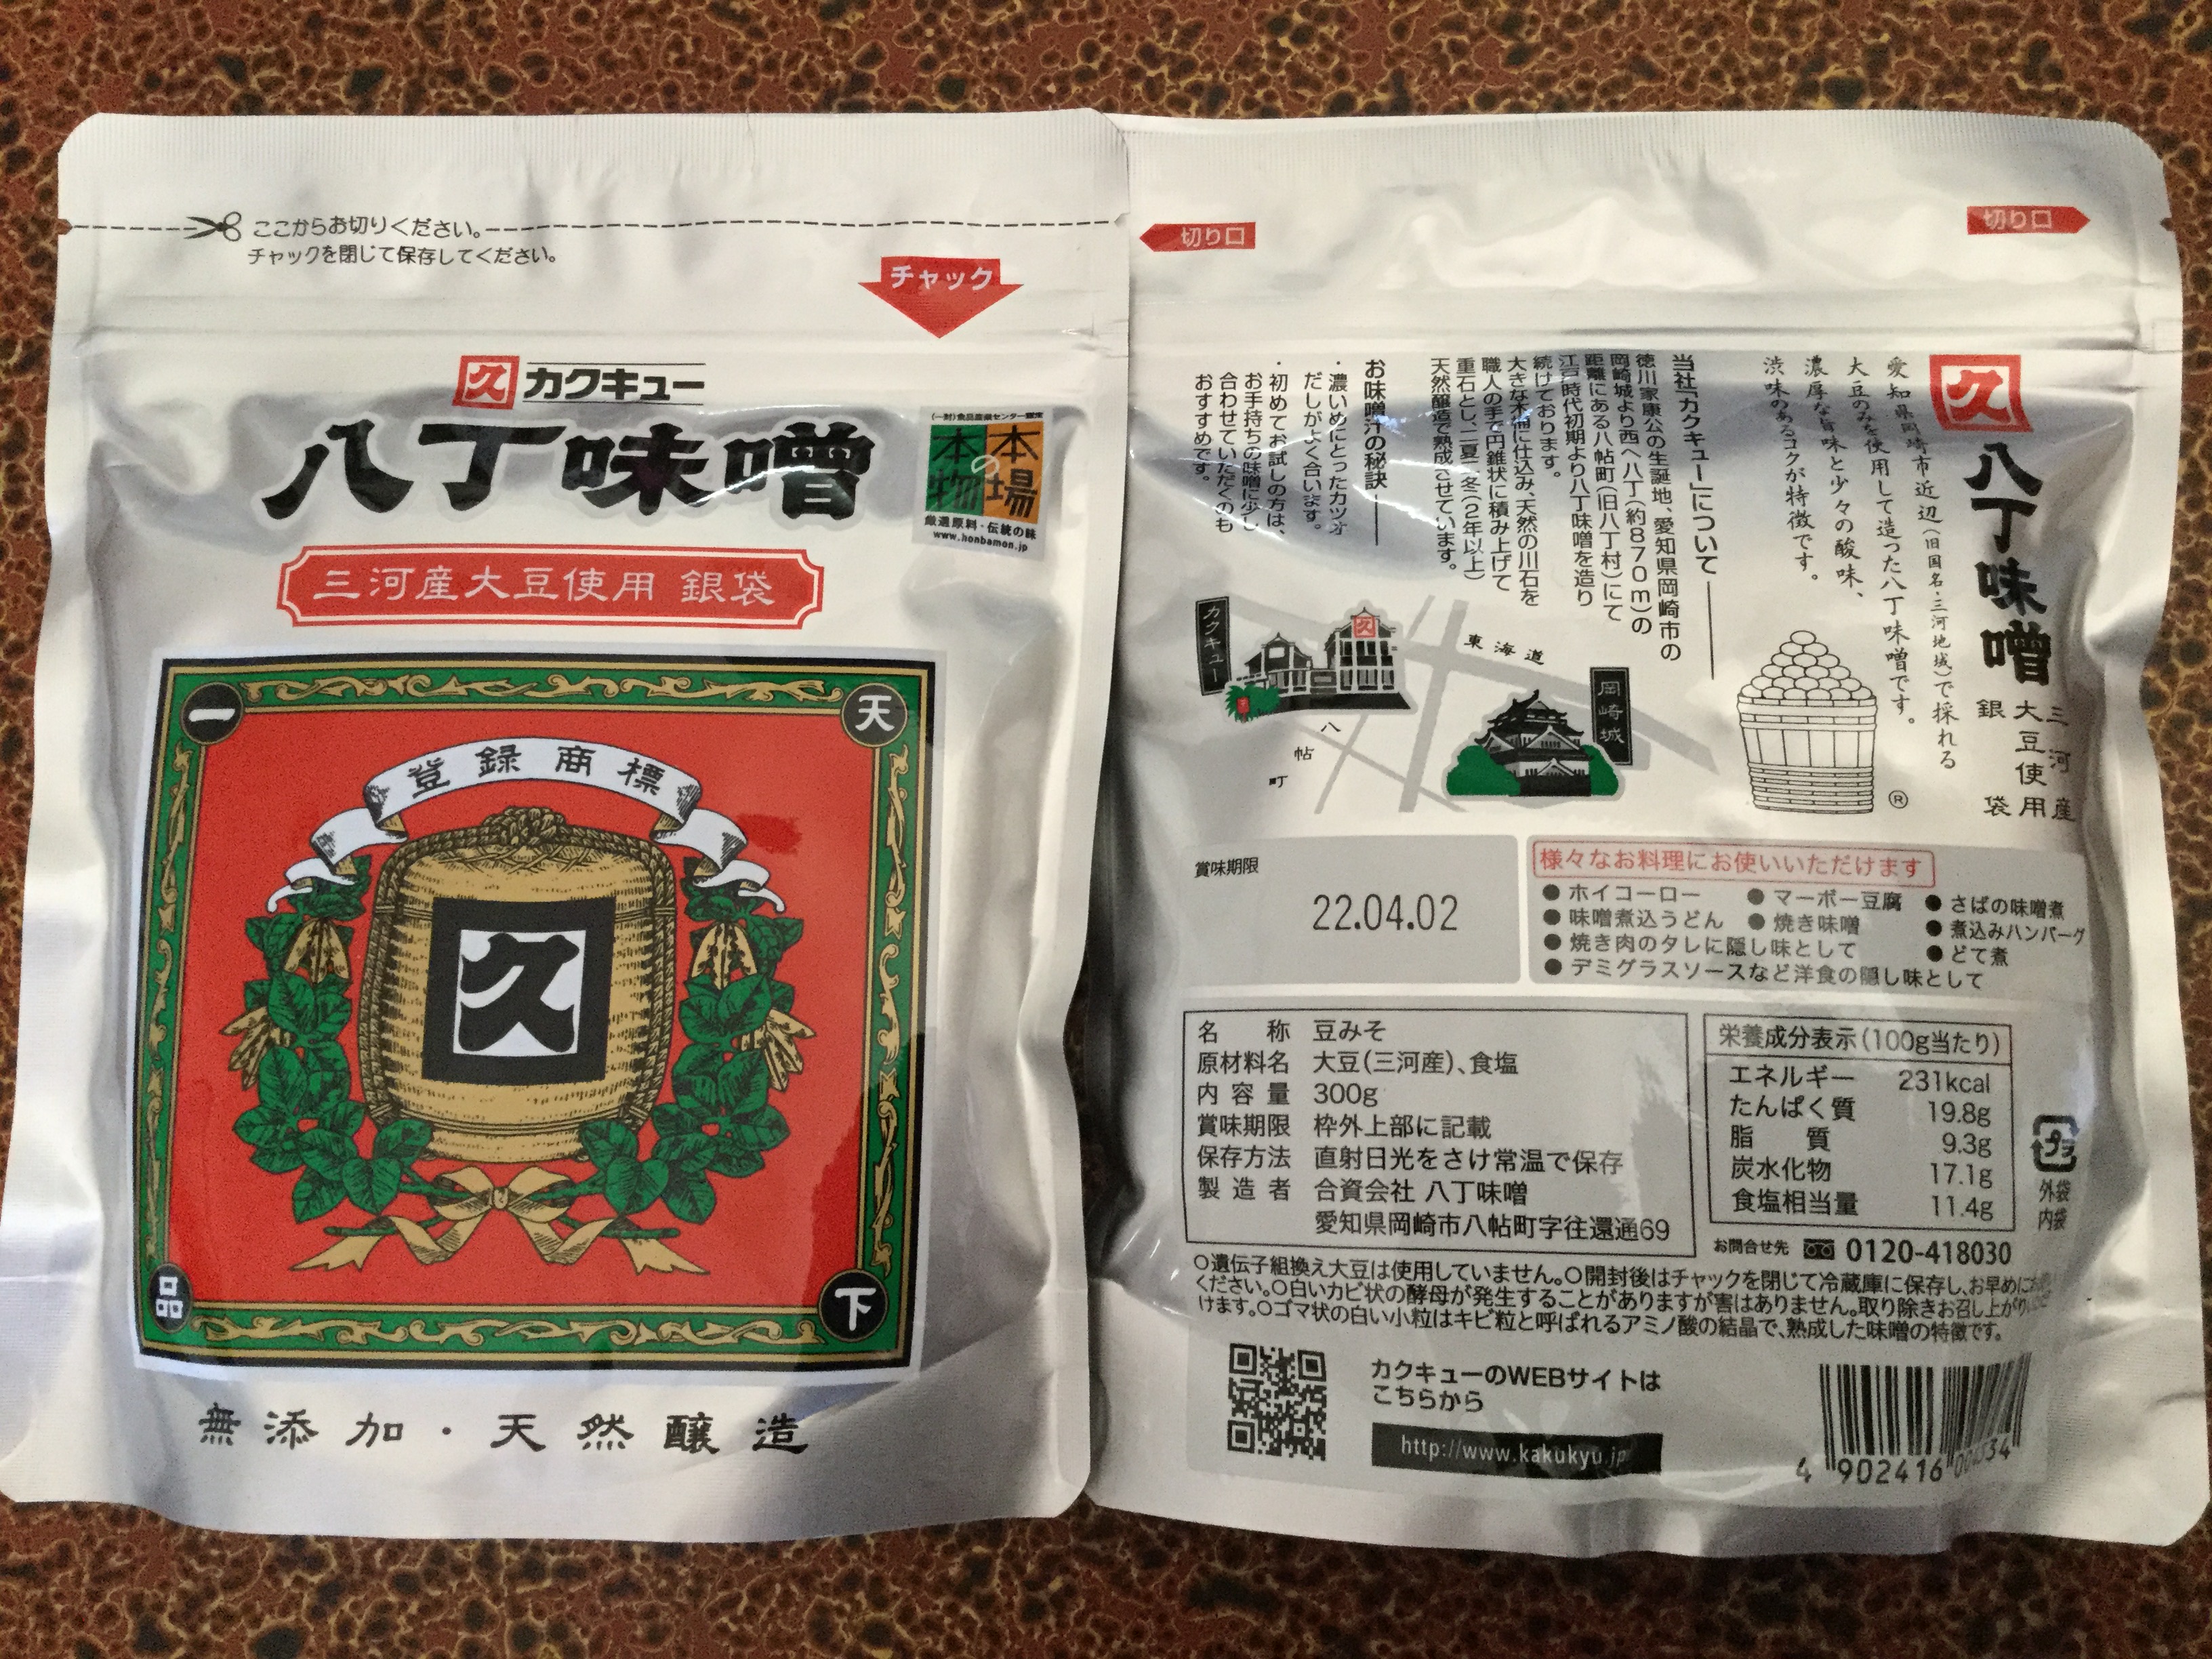 ここからお切りください。
チャックを閉じて保存してください。
チャック
久 カクキュー
八丁味噌
(一財)食品産業センター認定
本場の本物
厳選原料・伝統の味
www.honbamon.jp
三河産大豆使用 銀袋
一
天
登録商標
久
品
下
無添加・天然醸造
切り口
切り口
久 八丁味噌
三河産
大豆使用
銀袋
愛知県岡崎市近辺(旧国名・三河地域)で採れる
大豆のみを使用して造った八丁味噌です。
濃厚な旨味と少々の酸味、
渋味のあるコクが特徴です。
®
当社「カクキュー」について
徳川家康公の生誕地、愛知県岡崎市の
岡崎城より西へ八丁(約870m)の
距離にある八帖町(旧八丁村)にて
江戸時代初期より八丁味噌を造り
続けております。
大きな木桶に仕込み、天然の川石を
職人の手で円錐状に積み上げて
重石とし、二夏二冬(2年以上)
天然醸造で熟成させています。
お味噌汁の秘訣
・濃いめにとったカツオ
だしがよく合います。
・初めてお試しの方は、
お手持ちの味噌に少し
合わせていただくのも
おすすめです。
カクキュー
久
東海道
岡崎城
八帖町
賞味期限
22.04.02
様々なお料理にお使いいただけます
●ホイコーロー ●マーボー豆腐 ●さばの味噌煮
●味噌煮込うどん ●焼き味噌 ●煮込みハンバーグ
●焼き肉のタレに隠し味として ●どて煮
●デミグラスソースなど洋食の隠し味として
名称 豆みそ
原材料名 大豆(三河産)、食塩
内容量 300g
賞味期限 枠外上部に記載
保存方法 直射日光をさけ常温で保存
製造者 合資会社 八丁味噌
愛知県岡崎市八帖町字往還通69
栄養成分表示(100g当たり)
エネルギー 231kcal
たんぱく質 19.8g
脂質 9.3g
炭水化物 17.1g
食塩相当量 11.4g
プラ
外袋
内袋
お問合せ先 0120-418030
○遺伝子組換え大豆は使用していません。○開封後はチャックを閉じて冷蔵庫に保存し、お早めに
ください。○白いカビ状の酵母が発生することがありますが害はありません。取り除きお召し上がり
けます。○ゴマ状の白い小粒はキビ粒と呼ばれるアミノ酸の結晶で、熟成した味噌の特徴です。
カクキューのWEBサイトは
こちらから
http://www.kakukyu.jp
4 902416